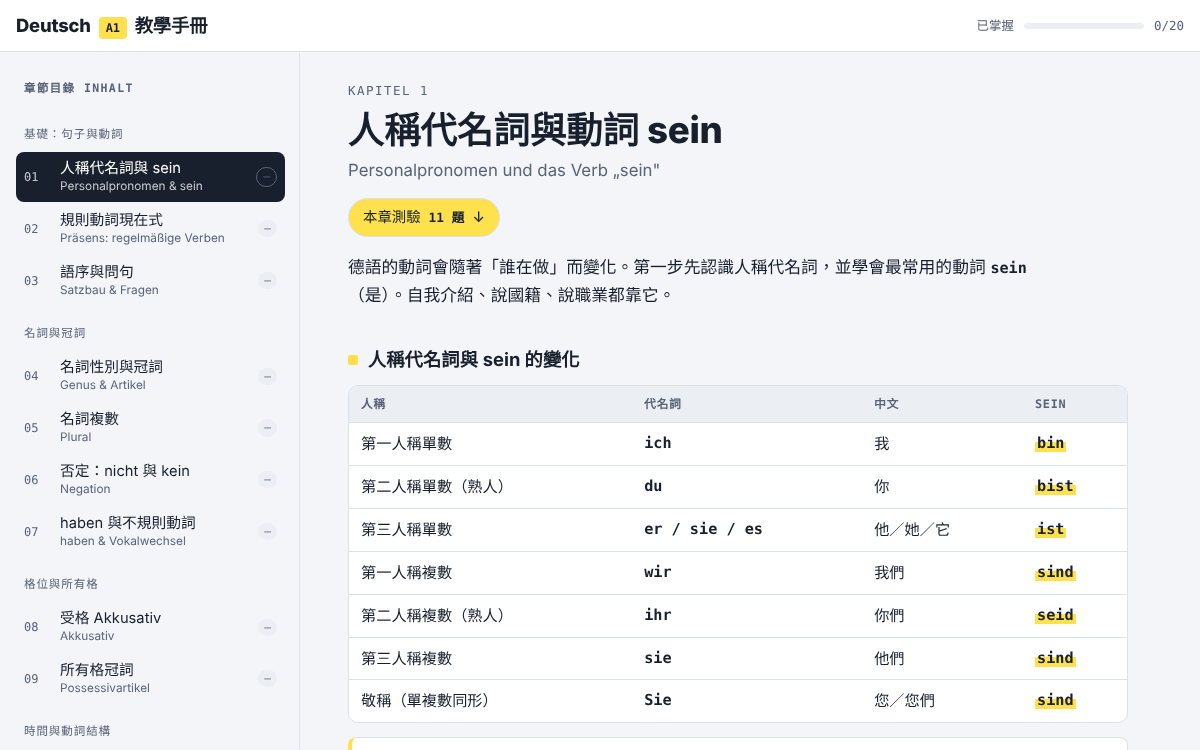 Deutsch A1 教學手冊
已掌握 0/20
章節目錄 INHALT
基礎：句子與動詞
01 人稱代名詞與 sein –
Personalpronomen & sein
02 規則動詞現在式 –
Präsens: regelmäßige Verben
03 語序與問句 –
Satzbau & Fragen
名詞與冠詞
04 名詞性別與冠詞 –
Genus & Artikel
05 名詞複數 –
Plural
06 否定：nicht 與 kein –
Negation
07 haben 與不規則動詞 –
haben & Vokalwechsel
格位與所有格
08 受格 Akkusativ –
Akkusativ
09 所有格冠詞 –
Possessivartikel
時間與動詞結構
KAPITEL 1
人稱代名詞與動詞 sein
Personalpronomen und das Verb „sein"
本章測驗 11 題 ↓
德語的動詞會隨著「誰在做」而變化。第一步先認識人稱代名詞，並學會最常用的動詞 sein
（是）。自我介紹、說國籍、說職業都靠它。
人稱代名詞與 sein 的變化
人稱 代名詞 中文 SEIN
第一人稱單數 ich 我 bin
第二人稱單數（熟人） du 你 bist
第三人稱單數 er / sie / es 他／她／它 ist
第一人稱複數 wir 我們 sind
第二人稱複數（熟人） ihr 你們 seid
第三人稱複數 sie 他們 sind
敬稱（單複數同形） Sie 您／您們 sind